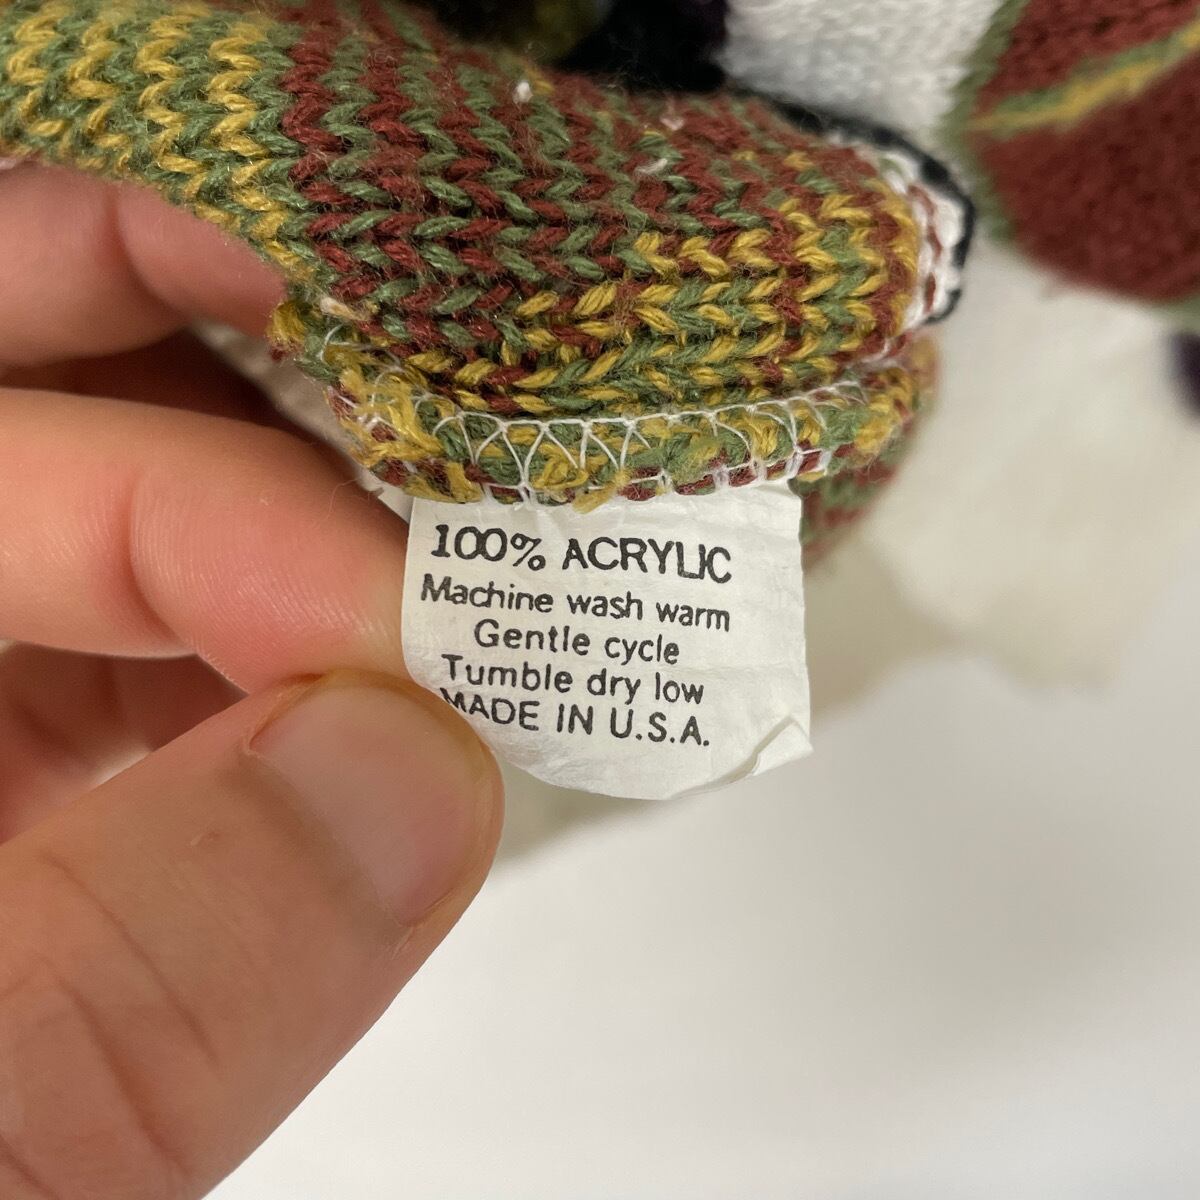 100% ACRYLIC
Machine wash warm
Gentle cycle
Tumble dry low
MADE IN U.S.A.